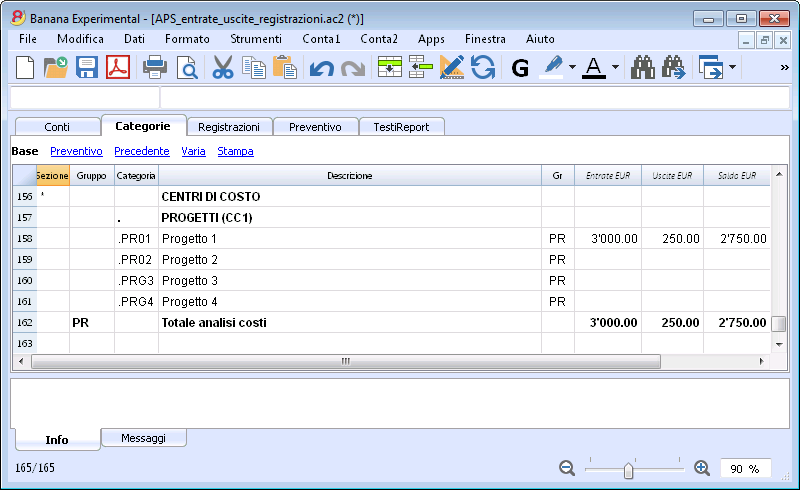 Banana Experimental - [APS_entrate_uscite_registrazioni.ac2 (*)]
File Modifica Dati Formato Strumenti Conta1 Conta2 Apps Finestra Aiuto
G A »
Conti Categorie Registrazioni Preventivo TestiReport
Base Preventivo Precedente Varia Stampa
Sezione Gruppo Categoria Descrizione Gr Entrate EUR Uscite EUR Saldo EUR
156 * CENTRI DI COSTO
157 . PROGETTI (CC1)
158 .PR01 Progetto 1 PR 3'000.00 250.00 2'750.00
159 .PR02 Progetto 2 PR
160 .PRG3 Progetto 3 PR
161 .PRG4 Progetto 4 PR
162 PR Totale analisi costi 3'000.00 250.00 2'750.00
163
Info Messaggi
165/165 90 %